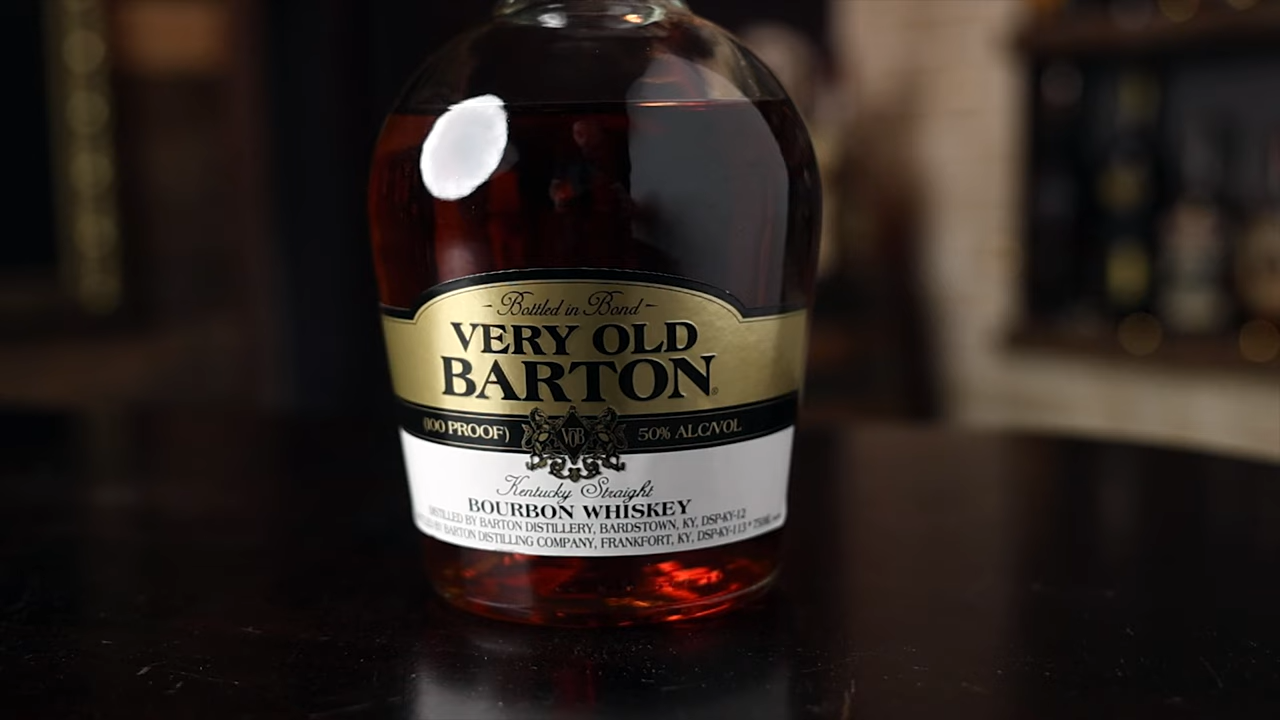 - Bottled in Bond -
VERY OLD
BARTON®
(100 PROOF) VOB 50% ALC/VOL
Kentucky Straight
BOURBON WHISKEY
DISTILLED BY BARTON DISTILLERY, BARDSTOWN, KY, DSP-KY-12
BY BARTON DISTILLING COMPANY, FRANKFORT, KY, DSP-KY-113 * 750ML